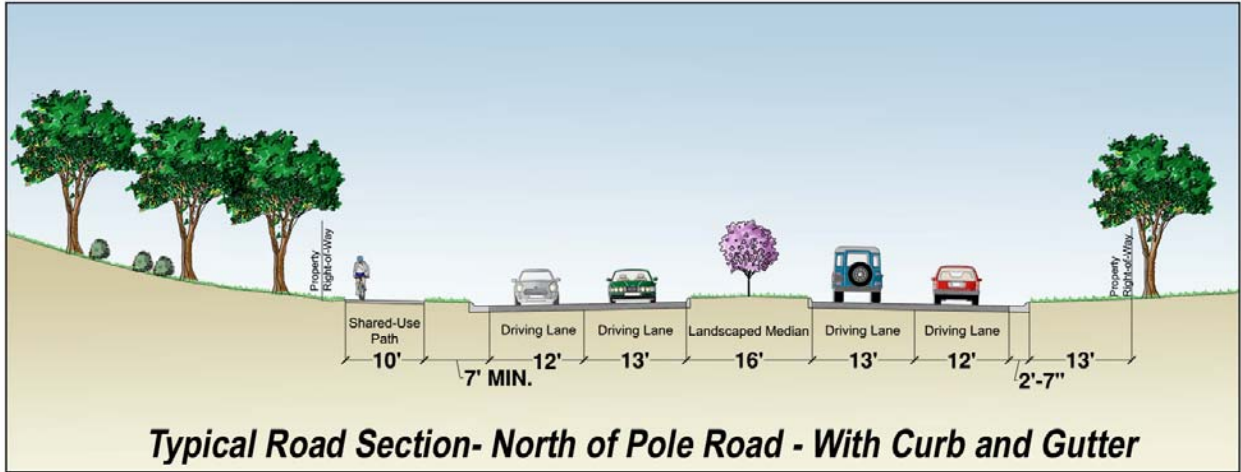 Property
Right-of-Way
Property
Right-of-Way
Shared-Use
Path
Driving Lane
Driving Lane
Landscaped Median
Driving Lane
Driving Lane
10'
7' MIN.
12'
13'
16'
13'
12'
2'-7"
13'
Typical Road Section- North of Pole Road - With Curb and Gutter